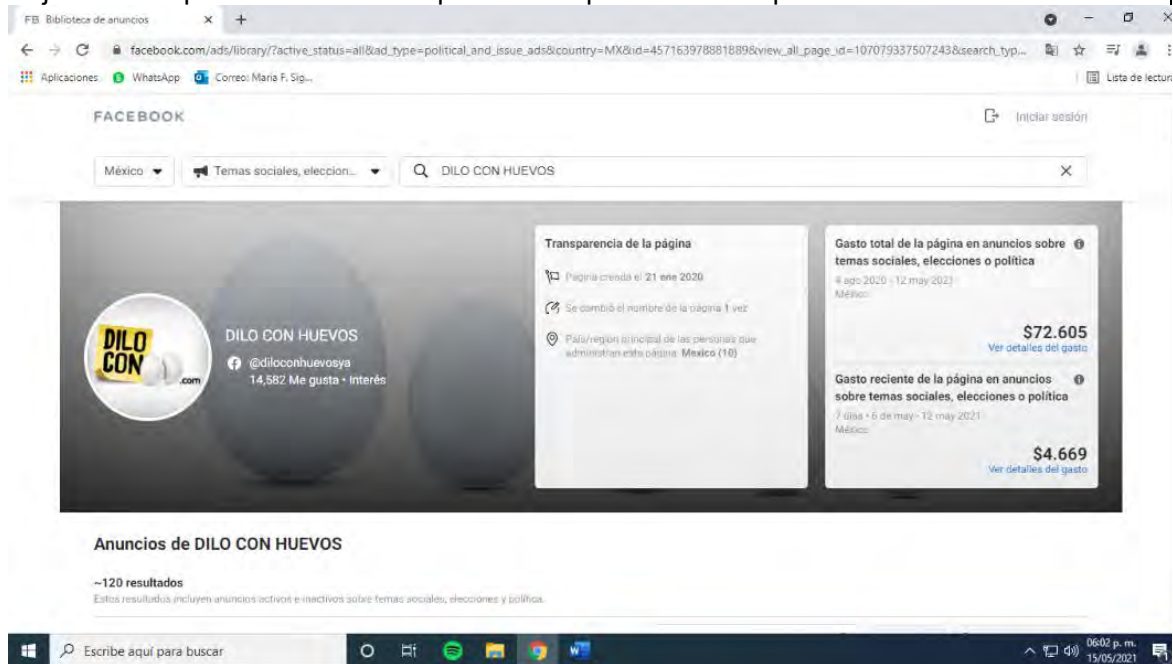 FB Biblioteca de anuncios
facebook.com/ads/library/?active_status=all&ad_type=political_and_issue_ads&country=MX&id=457163978881889&view_all_page_id=107079337507243&search_typ...
Aplicaciones WhatsApp Correo: Maria F. Sig... Lista de lectura
FACEBOOK Iniciar sesión
México Temas sociales, eleccion... DILO CON HUEVOS
DILO
CON
.com
DILO CON HUEVOS
@diloconhuevosya
14,582 Me gusta • Interés
Transparencia de la página
Página creada el 21 ene 2020
Se cambió el nombre de la página 1 vez
País/región principal de las personas que
administran esta página: Mexico (10)
Gasto total de la página en anuncios sobre
temas sociales, elecciones o política
4 ago 2020 - 12 may 2021
México
$72.605
Ver detalles del gasto
Gasto reciente de la página en anuncios
sobre temas sociales, elecciones o política
7 días • 6 de may - 12 may 2021
México
$4.669
Ver detalles del gasto
Anuncios de DILO CON HUEVOS
~120 resultados
Estos resultados incluyen anuncios activos e inactivos sobre temas sociales, elecciones y política.
Escribe aquí para buscar
06:02 p. m.
15/05/2021